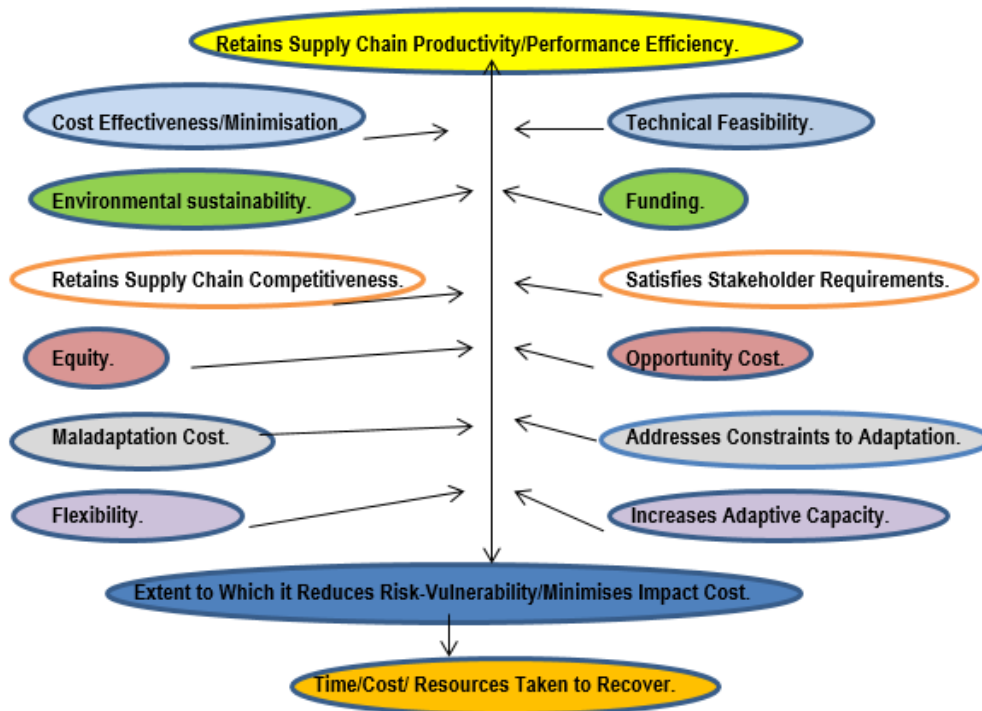 Retains Supply Chain Productivity/Performance Efficiency.
Cost Effectiveness/Minimisation.
Technical Feasibility.
Environmental sustainability.
Funding.
Retains Supply Chain Competitiveness.
Satisfies Stakeholder Requirements.
Equity.
Opportunity Cost.
Maladaptation Cost.
Addresses Constraints to Adaptation.
Flexibility.
Increases Adaptive Capacity.
Extent to Which it Reduces Risk-Vulnerability/Minimises Impact Cost.
Time/Cost/ Resources Taken to Recover.